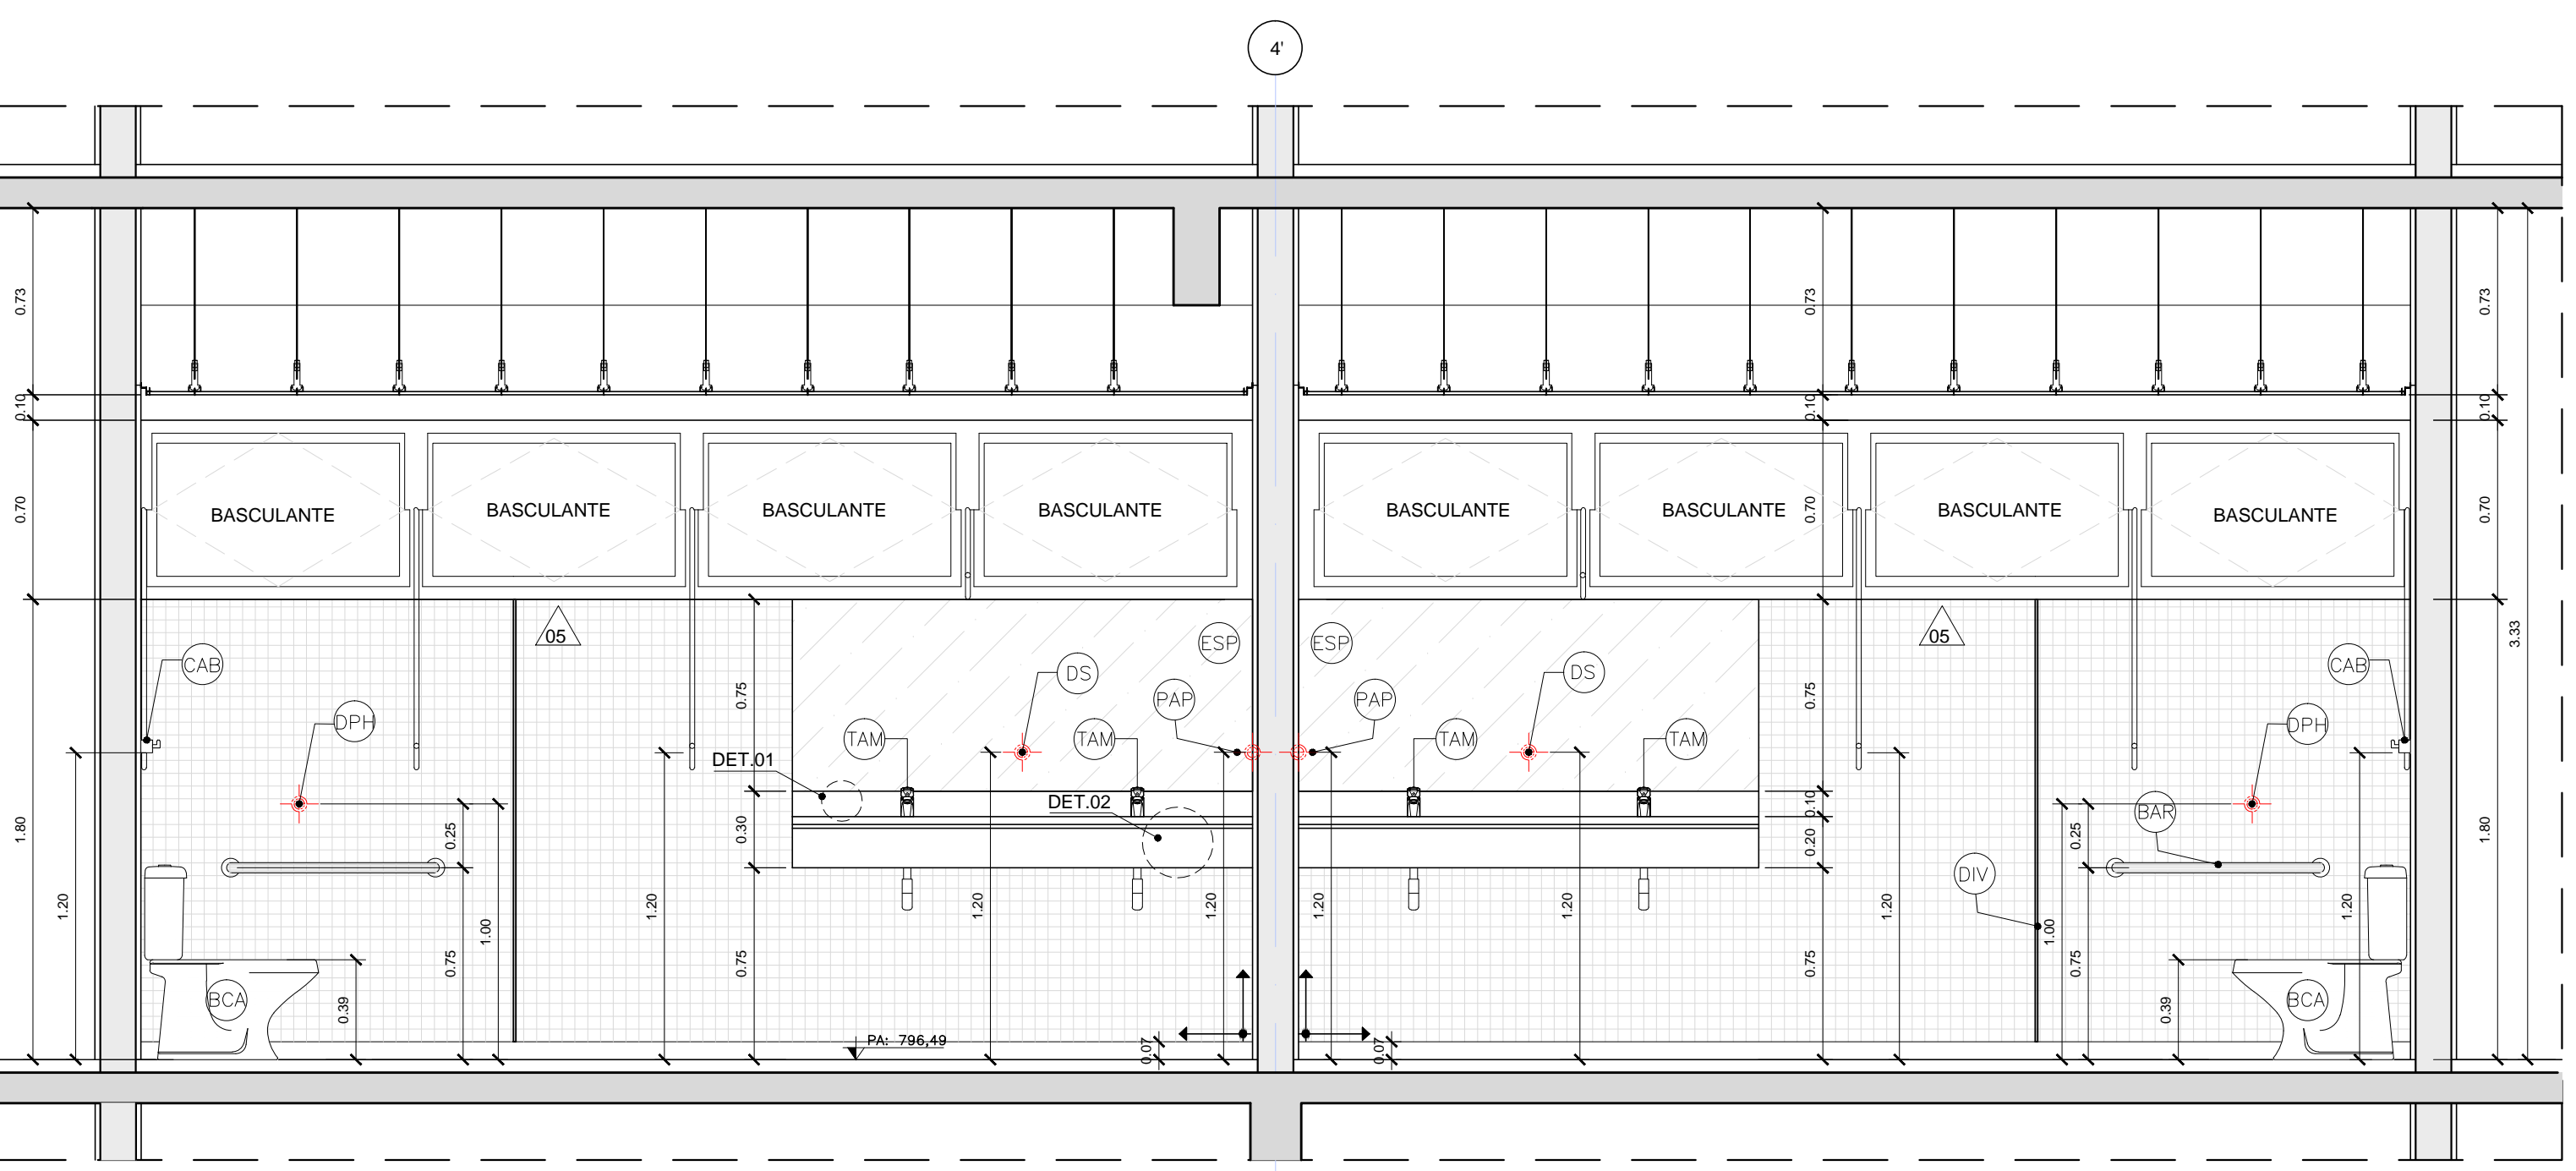 4'
0.73
0.73
0.73
0.10
0.10
0.10
BASCULANTE
BASCULANTE
BASCULANTE
BASCULANTE
BASCULANTE
BASCULANTE
BASCULANTE
BASCULANTE
0.70
0.70
0.70
05
05
3.33
ESP
ESP
CAB
CAB
DS
DS
0.75
0.75
PAP
PAP
DPH
DPH
TAM
TAM
TAM
TAM
DET.01
DET.02
BAR
1.80
0.25
0.30
0.10
0.20
0.25
1.80
DIV
1.20
1.00
1.20
1.20
1.20
1.20
1.20
1.20
1.00
1.20
0.75
0.75
0.75
0.75
BCA
0.39
0.39
BCA
PA: 796,49
0.07
0.07